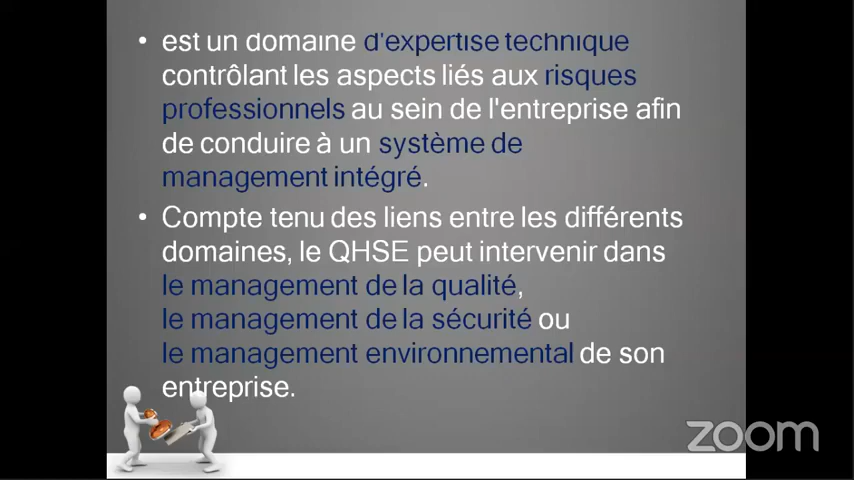 • est un domaine d'expertise technique
contrôlant les aspects liés aux risques
professionnels au sein de l'entreprise afin
de conduire à un système de
management intégré.
• Compte tenu des liens entre les différents
domaines, le QHSE peut intervenir dans
le management de la qualité,
le management de la sécurité ou
le management environnemental de son
entreprise.
zoom